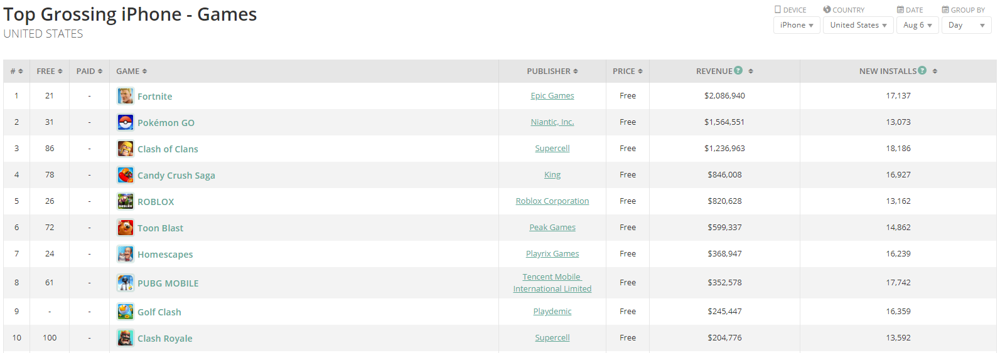 Top Grossing iPhone - Games
UNITED STATES
DEVICE COUNTRY DATE GROUP BY
iPhone United States Aug 6 Day
# FREE PAID GAME PUBLISHER PRICE REVENUE ? NEW INSTALLS ?
1 21 - Fortnite Epic Games Free $2,086,940 17,137
2 31 - Pokémon GO Niantic, Inc. Free $1,564,551 13,073
3 86 - Clash of Clans Supercell Free $1,236,963 18,186
4 78 - Candy Crush Saga King Free $846,008 16,927
5 26 - ROBLOX Roblox Corporation Free $820,628 13,162
6 72 - Toon Blast Peak Games Free $599,337 14,862
7 24 - Homescapes Playrix Games Free $368,947 16,239
8 61 - PUBG MOBILE Tencent Mobile International Limited Free $352,578 17,742
9 - - Golf Clash Playdemic Free $245,447 16,359
10 100 - Clash Royale Supercell Free $204,776 13,592